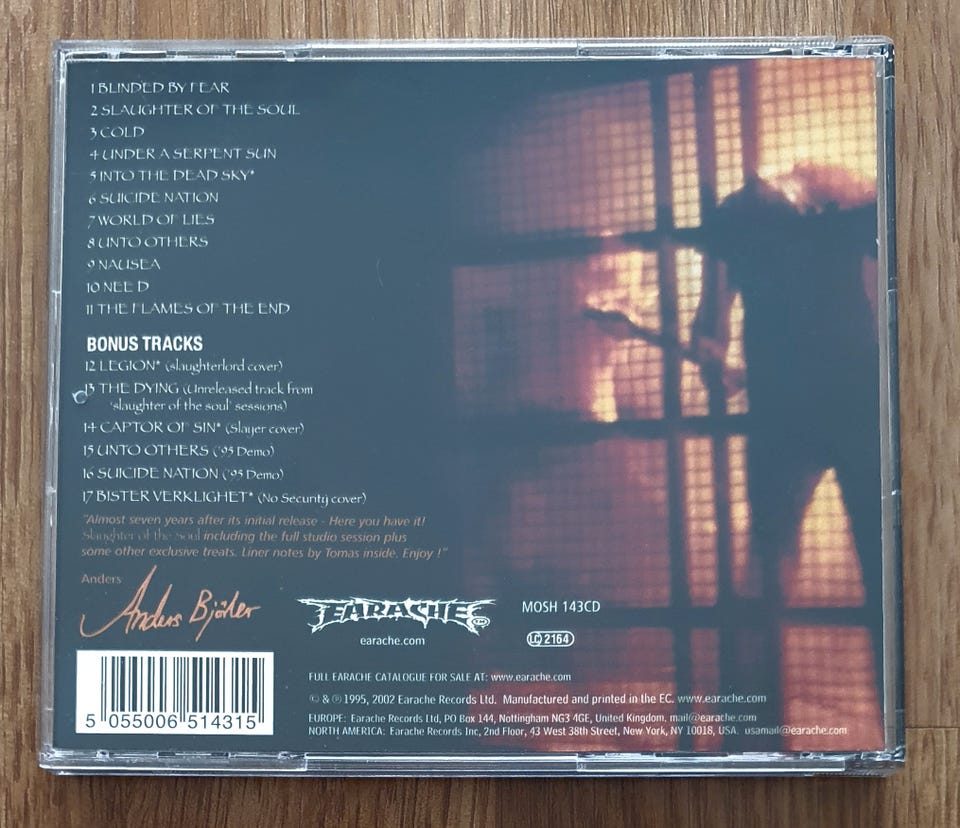 1 BLINDED BY FEAR
2 SLAUGHTER OF THE SOUL
3 COLD
4 UNDER A SERPENT SUN
5 INTO THE DEAD SKY*
6 SUICIDE NATION
7 WORLD OF LIES
8 UNTO OTHERS
9 NAUSEA
10 NEED
11 THE FLAMES OF THE END
BONUS TRACKS
12 LEGION* (slaughterlord cover)
13 THE DYING (Unreleased track from
'slaughter of the soul' sessions)
14 CAPTOR OF SIN* (Slayer cover)
15 UNTO OTHERS ('95 Demo)
16 SUICIDE NATION ('95 Demo)
17 BISTER VERKLIGHET* (No Security cover)
"Almost seven years after its initial release - Here you have it!
Slaughter of the Soul including the full studio session plus
some other exclusive treats. Liner notes by Tomas inside. Enjoy !"
Anders
Anders Björler
EARACHE
earache.com
MOSH 143CD
LC 2164
FULL EARACHE CATALOGUE FOR SALE AT: www.earache.com
© & ℗ 1995, 2002 Earache Records Ltd. Manufactured and printed in the EC. www.earache.com
EUROPE: Earache Records Ltd, PO Box 144, Nottingham NG3 4GE, United Kingdom. mail@earache.com
NORTH AMERICA: Earache Records Inc, 2nd Floor, 43 West 38th Street, New York, NY 10018, USA. usamail@earache.com
5 055006 514315